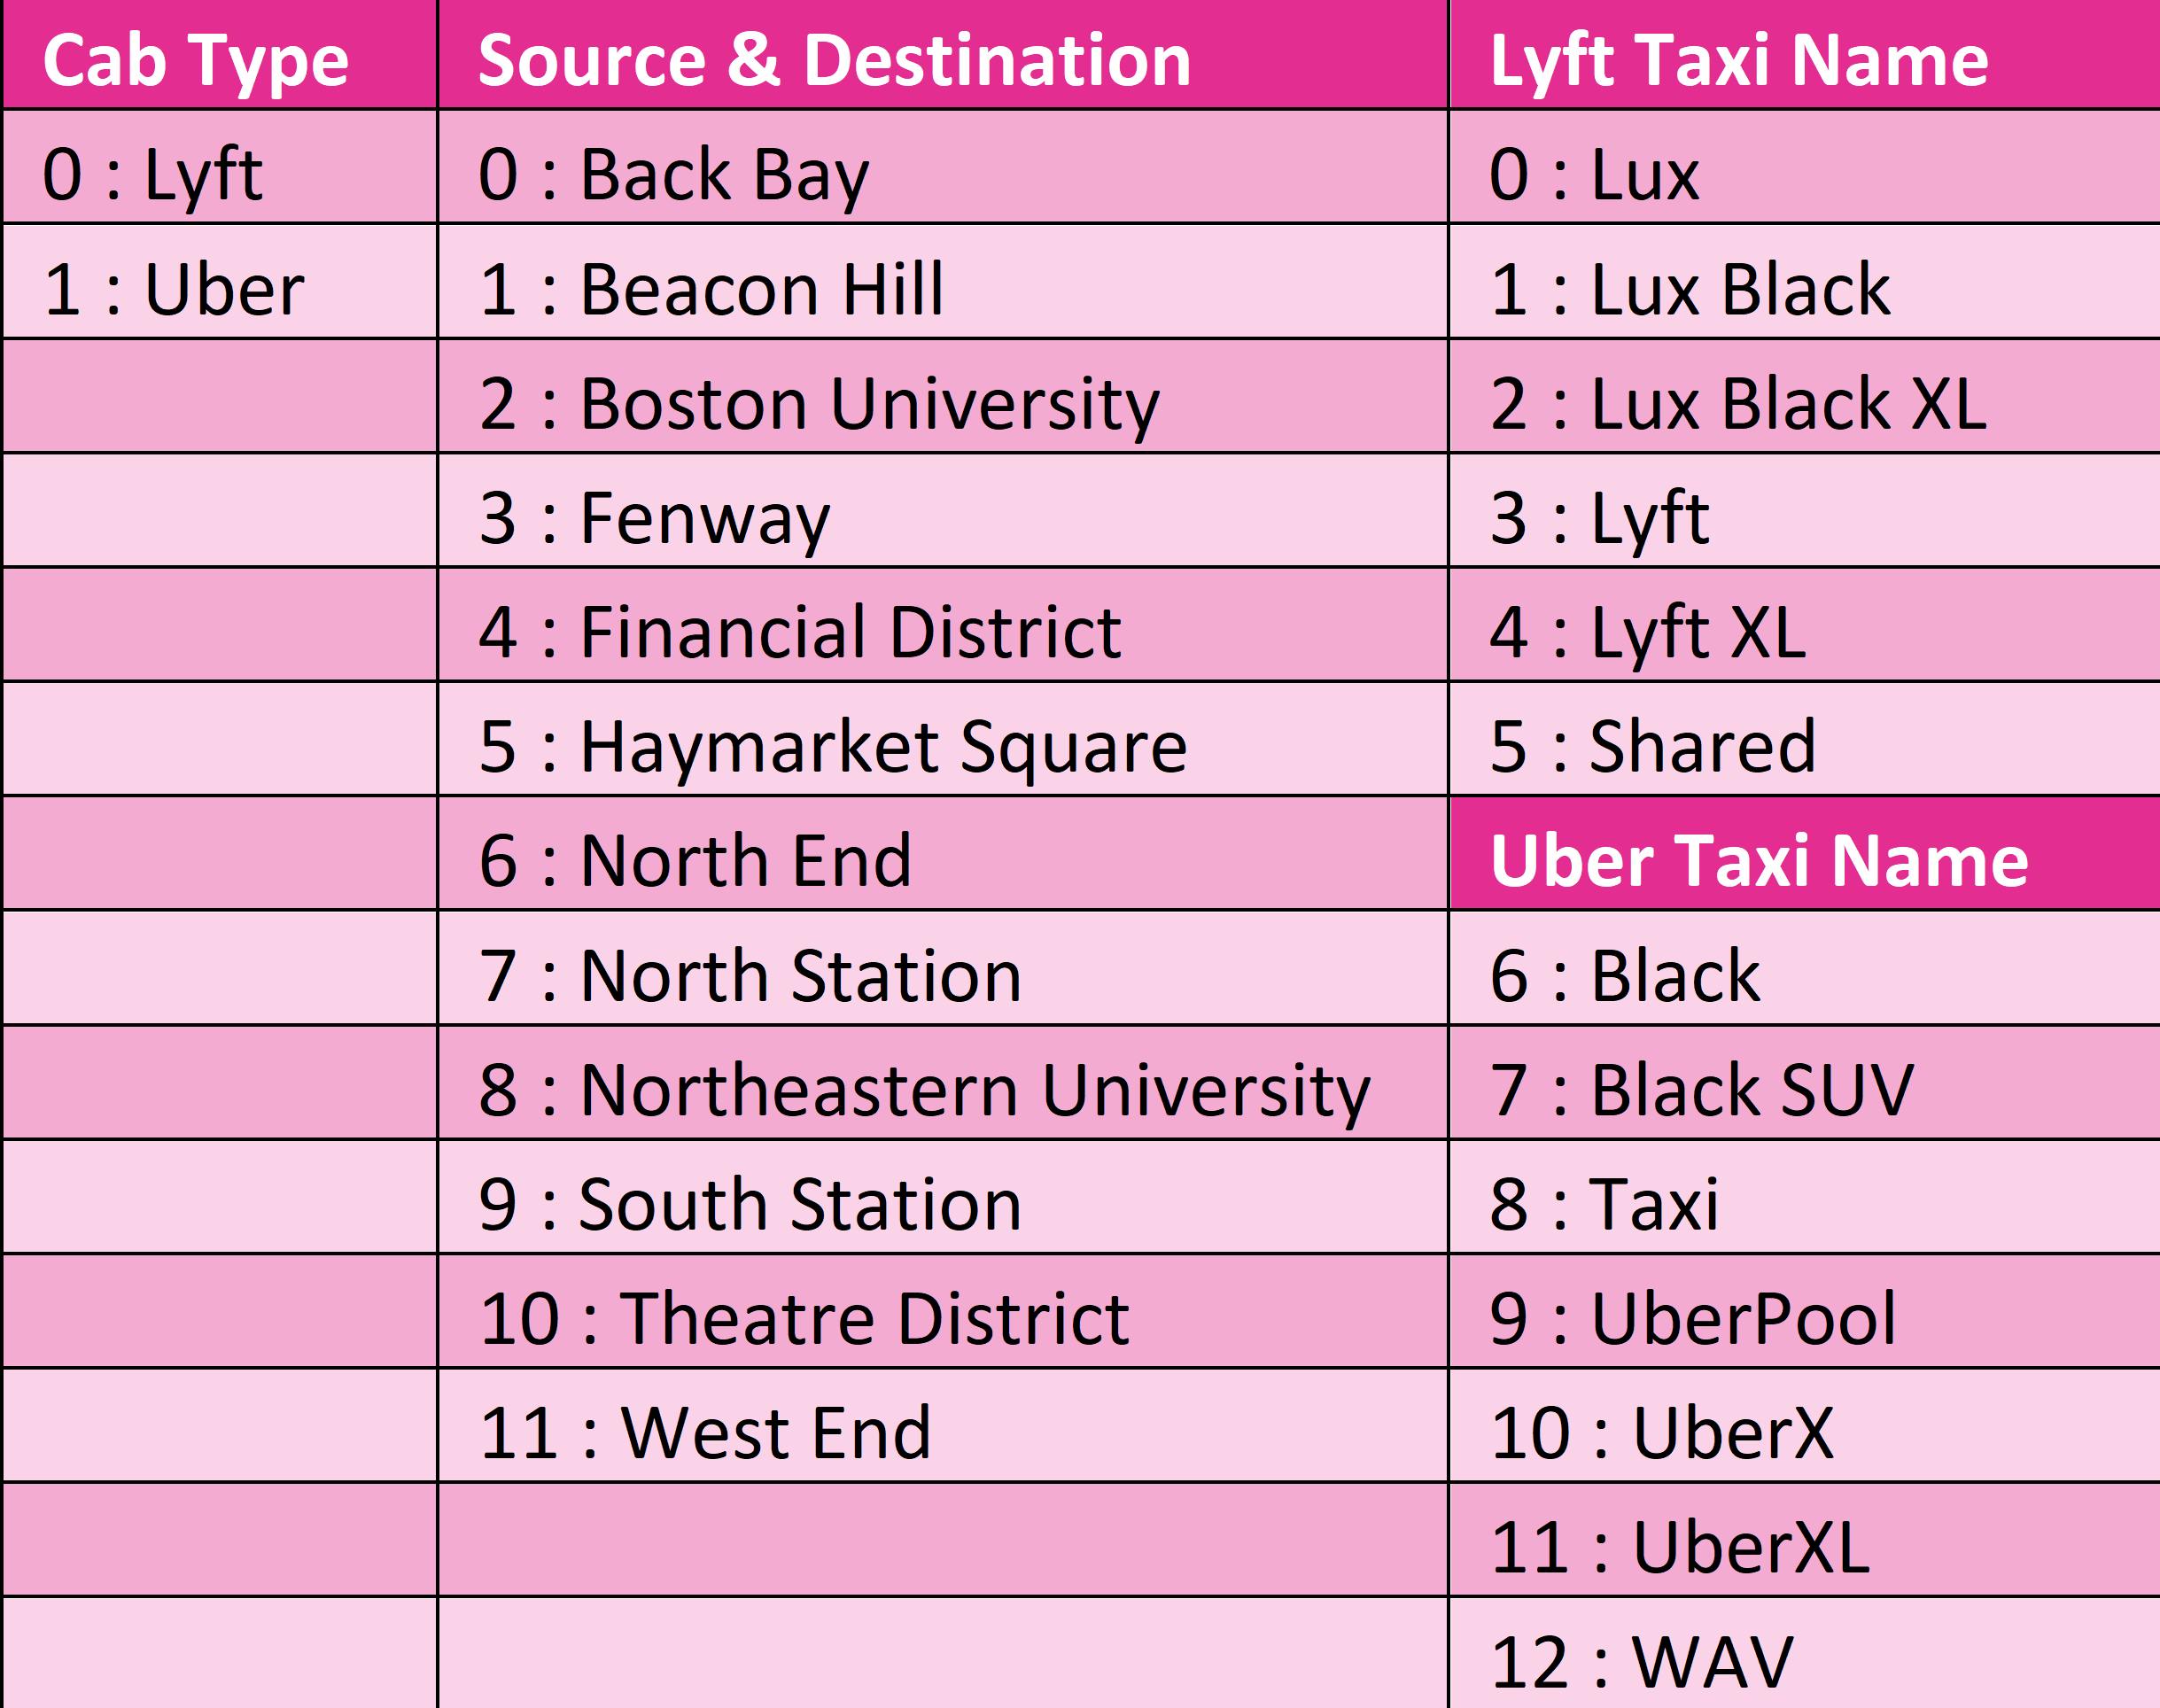 Cab Type Source & Destination Lyft Taxi Name
0 : Lyft 0 : Back Bay 0 : Lux
1 : Uber 1 : Beacon Hill 1 : Lux Black
2 : Boston University 2 : Lux Black XL
3 : Fenway 3 : Lyft
4 : Financial District 4 : Lyft XL
5 : Haymarket Square 5 : Shared
6 : North End Uber Taxi Name
7 : North Station 6 : Black
8 : Northeastern University 7 : Black SUV
9 : South Station 8 : Taxi
10 : Theatre District 9 : UberPool
11 : West End 10 : UberX
11 : UberXL
12 : WAV